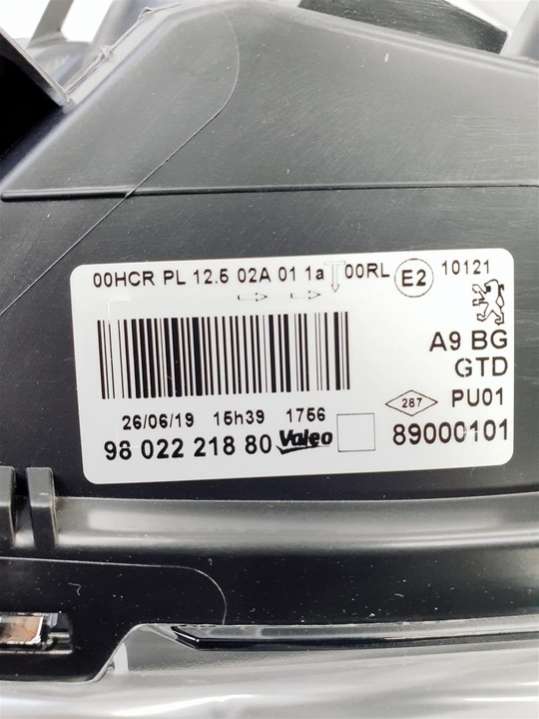 00HCR PL 12.5 02A 01 1a 00RL E2 10121
A9 BG
GTD
26/06/19 15h39 1756 287 PU01
98 022 218 80 Valeo 89000101